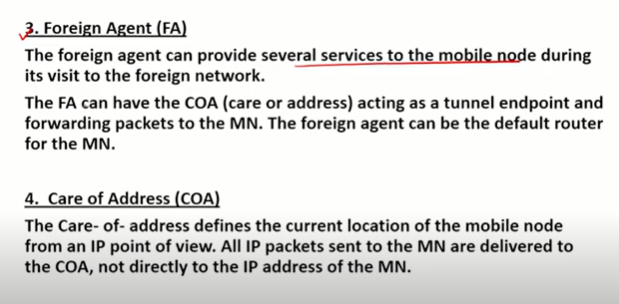 3. Foreign Agent (FA)
The foreign agent can provide several services to the mobile node during
its visit to the foreign network.
The FA can have the COA (care or address) acting as a tunnel endpoint and
forwarding packets to the MN. The foreign agent can be the default router
for the MN.
4. Care of Address (COA)
The Care- of- address defines the current location of the mobile node
from an IP point of view. All IP packets sent to the MN are delivered to
the COA, not directly to the IP address of the MN.